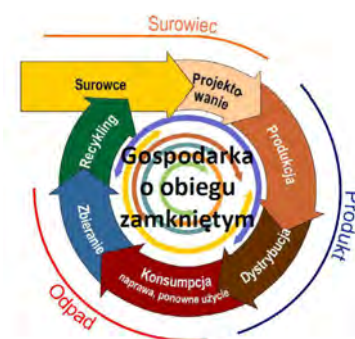 Surowiec
Surowce
Projekto-
wanie
Produkcja
Produkt
Dystrybucja
Konsumpcja
naprawa, ponowne użycie
Zbieranie
Odpad
Recykling
Gospodarka
o obiegu
zamkniętym